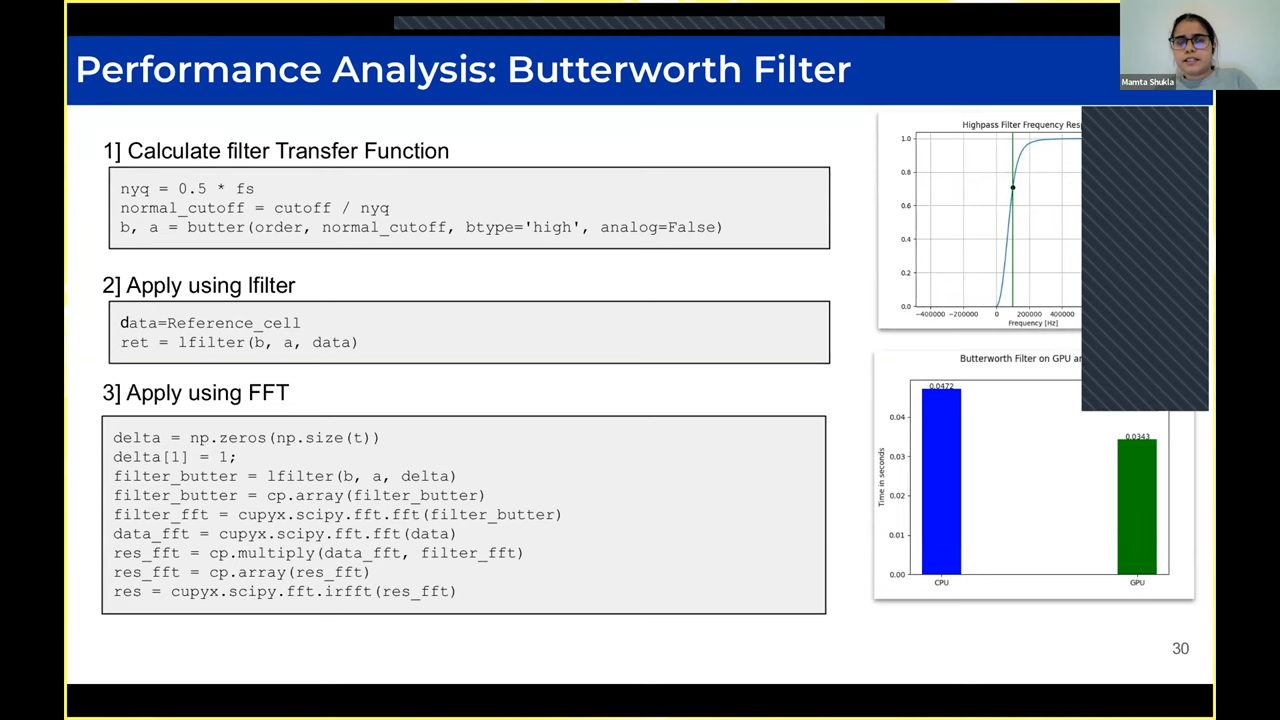 Performance Analysis: Butterworth Filter
Mamta Shukla
1] Calculate filter Transfer Function
nyq = 0.5 * fs
normal_cutoff = cutoff / nyq
b, a = butter(order, normal_cutoff, btype='high', analog=False)
2] Apply using lfilter
data=Reference_cell
ret = lfilter(b, a, data)
3] Apply using FFT
delta = np.zeros(np.size(t))
delta[1] = 1;
filter_butter = lfilter(b, a, delta)
filter_butter = cp.array(filter_butter)
filter_fft = cupyx.scipy.fft.fft(filter_butter)
data_fft = cupyx.scipy.fft.fft(data)
res_fft = cp.multiply(data_fft, filter_fft)
res_fft = cp.array(res_fft)
res = cupyx.scipy.fft.irfft(res_fft)
Highpass Filter Frequency
1.0
0.8
0.6
0.4
0.2
0.0
−400000 −200000 0 200000 400000
Frequency [Hz]
Butterworth Filter on GPU
0.0472
0.0343
0.04
0.03
0.02
0.01
0.00
Time in seconds
CPU GPU
30